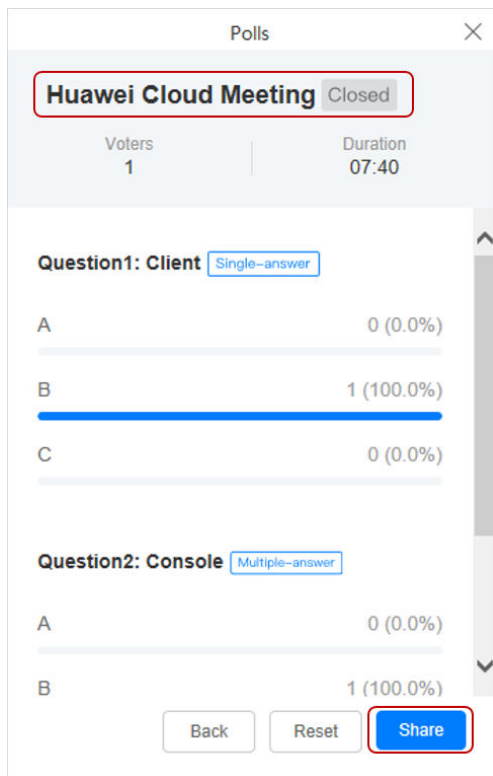 Polls
Huawei Cloud Meeting Closed
Voters Duration
1 07:40
Question1: Client Single-answer
A 0 (0.0%)
B 1 (100.0%)
C 0 (0.0%)
Question2: Console Multiple-answer
A 0 (0.0%)
B 1 (100.0%)
Back Reset Share